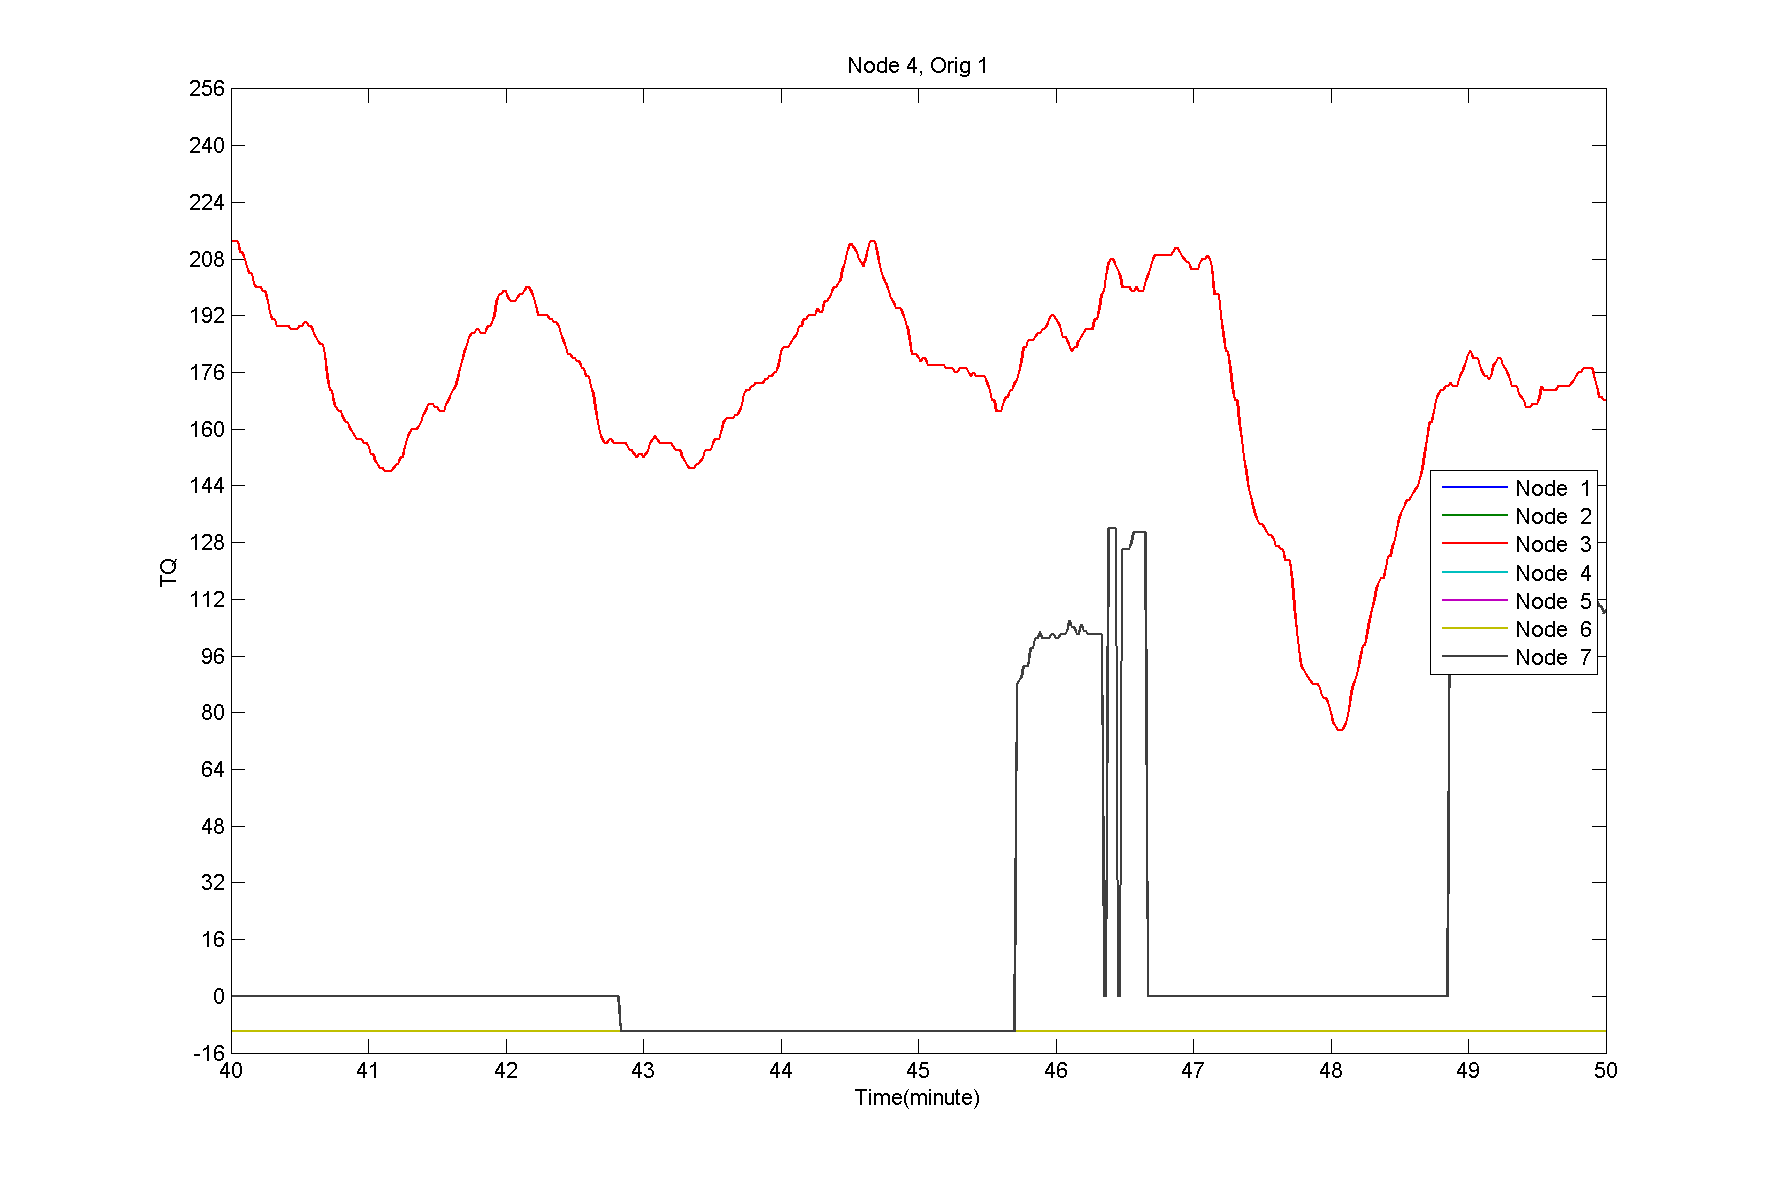 Node 4, Orig 1
256
240
224
208
192
176
160
144
128
112
96
80
64
48
32
16
0
-16
TQ
Node 1
Node 2
Node 3
Node 4
Node 5
Node 6
Node 7
40 41 42 43 44 45 46 47 48 49 50
Time(minute)